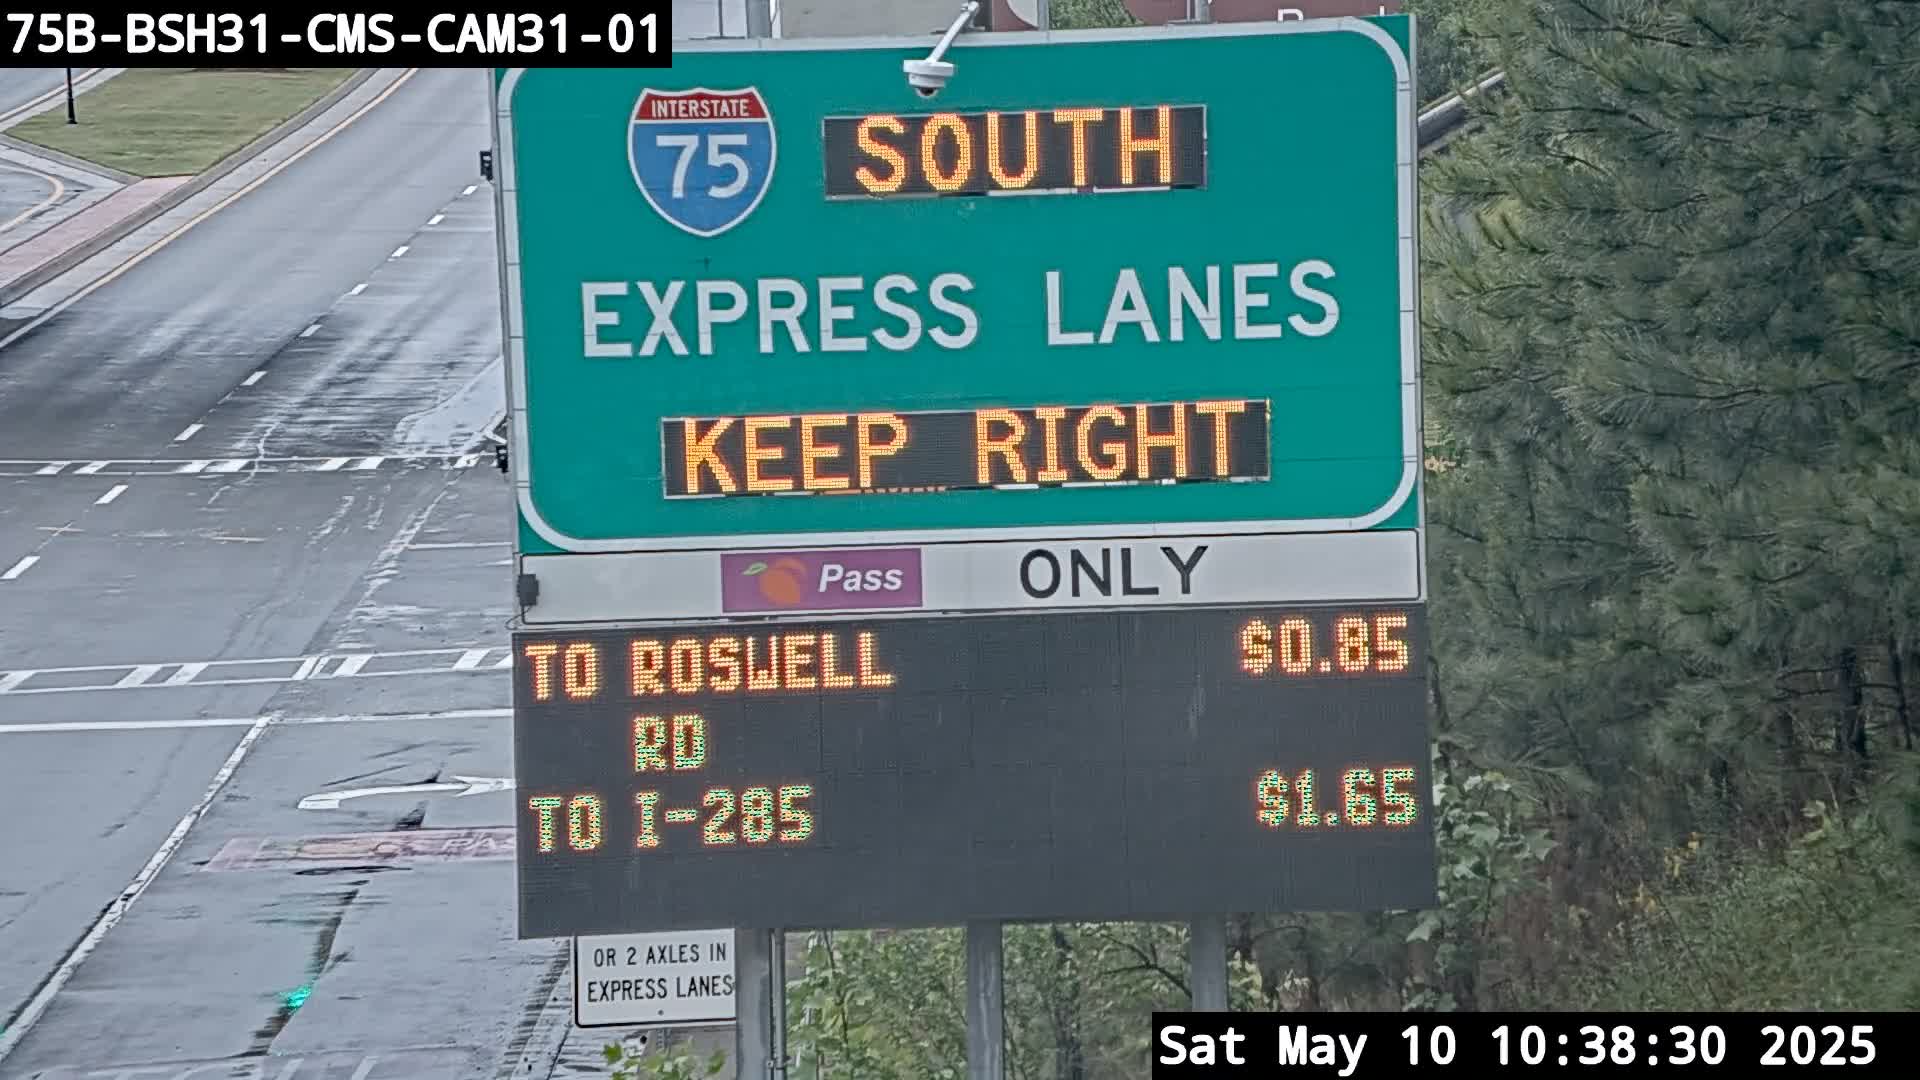 75B-BSH31-CMS-CAM31-01
INTERSTATE
75
SOUTH
EXPRESS LANES
KEEP RIGHT
Pass ONLY
TO ROSWELL $0.85
RD
TO I-285 $1.65
OR 2 AXLES IN
EXPRESS LANES
Sat May 10 10:38:30 2025